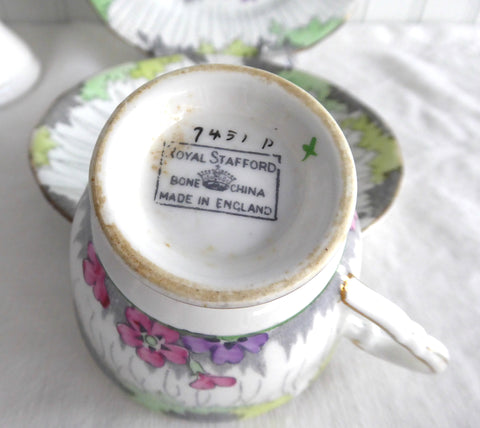 7451 D
ROYAL STAFFORD
BONE CHINA
MADE IN ENGLAND